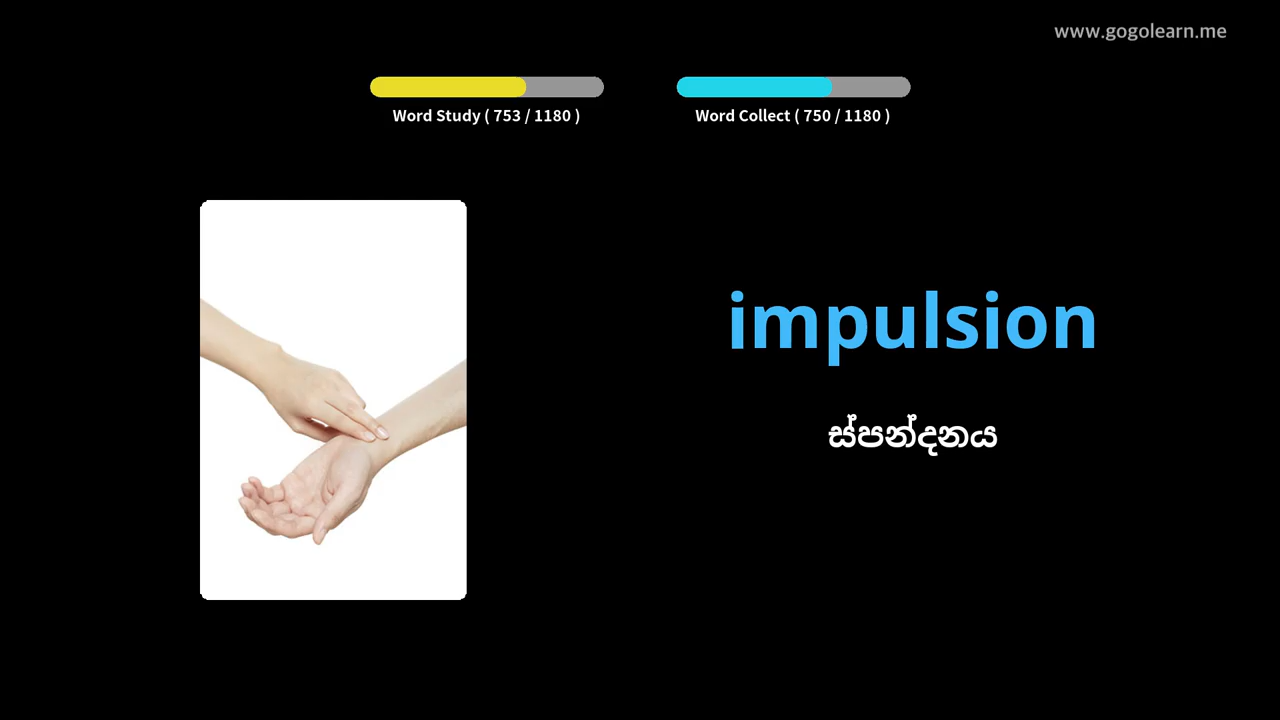 www.gogolearn.me
Word Study ( 753 / 1180 )
Word Collect ( 750 / 1180 )
impulsion
ස්පන්දනය